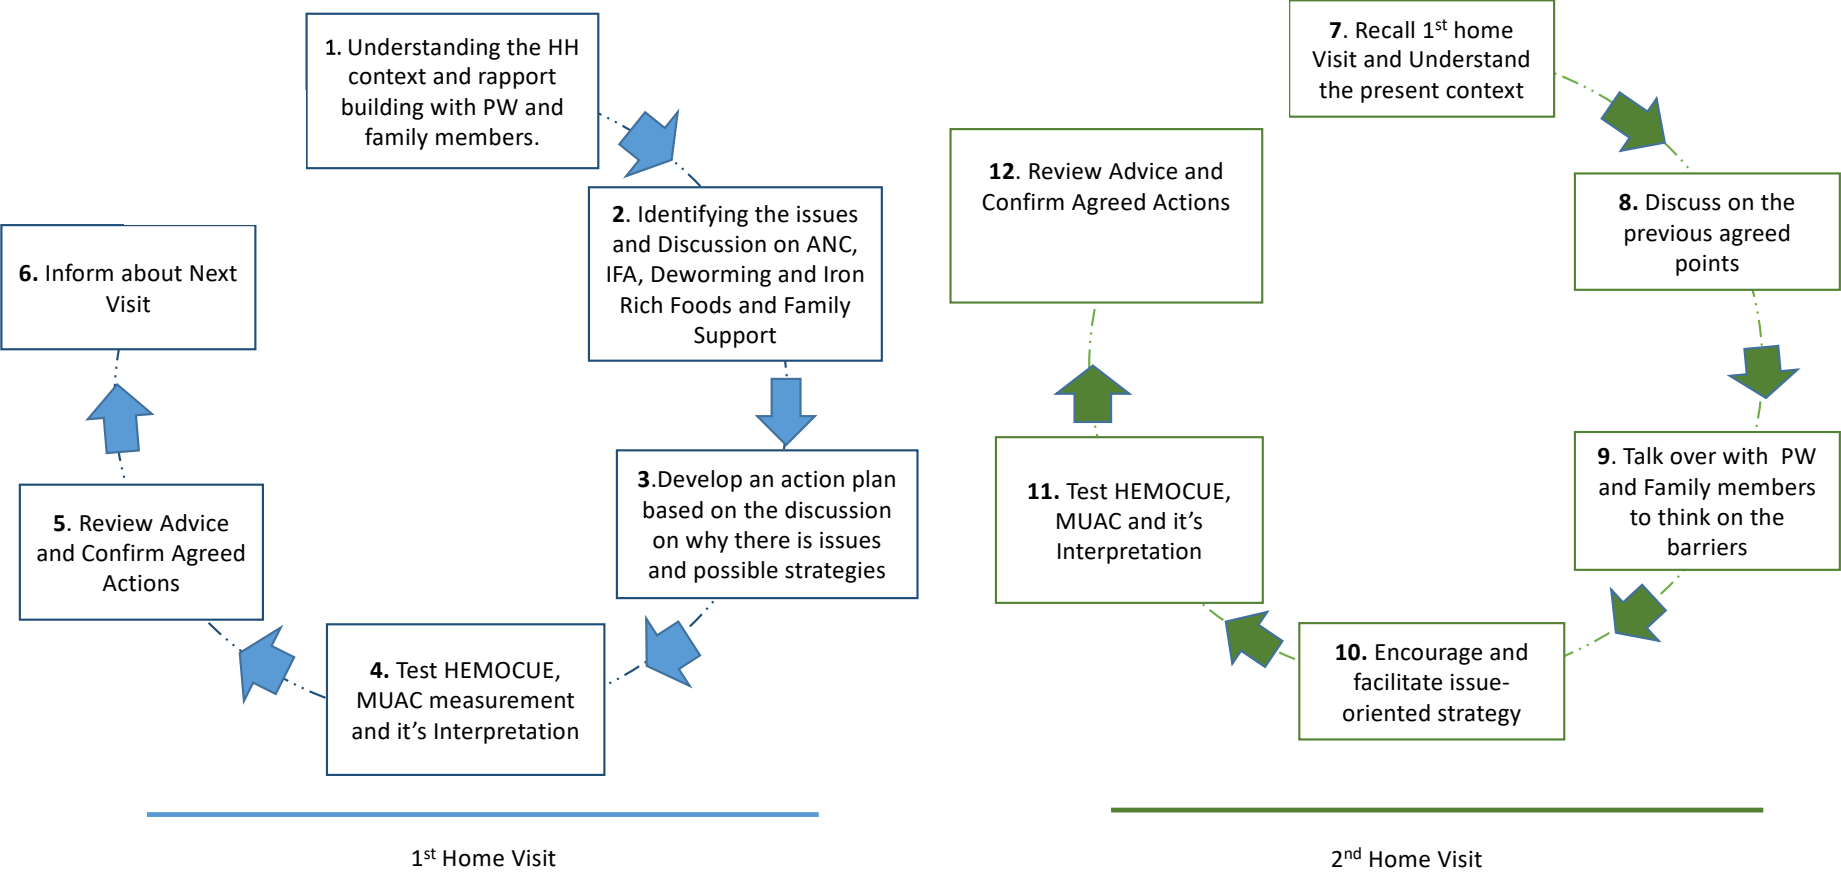 1. Understanding the HH
context and rapport
building with PW and
family members.
2. Identifying the issues
and Discussion on ANC,
IFA, Deworming and Iron
Rich Foods and Family
Support
3.Develop an action plan
based on the discussion
on why there is issues
and possible strategies
4. Test HEMOCUE,
MUAC measurement
and it’s Interpretation
5. Review Advice
and Confirm Agreed
Actions
6. Inform about Next
Visit
1st Home Visit
7. Recall 1st home
Visit and Understand
the present context
8. Discuss on the
previous agreed
points
9. Talk over with PW
and Family members
to think on the
barriers
10. Encourage and
facilitate issue-
oriented strategy
11. Test HEMOCUE,
MUAC and it’s
Interpretation
12. Review Advice and
Confirm Agreed Actions
2nd Home Visit